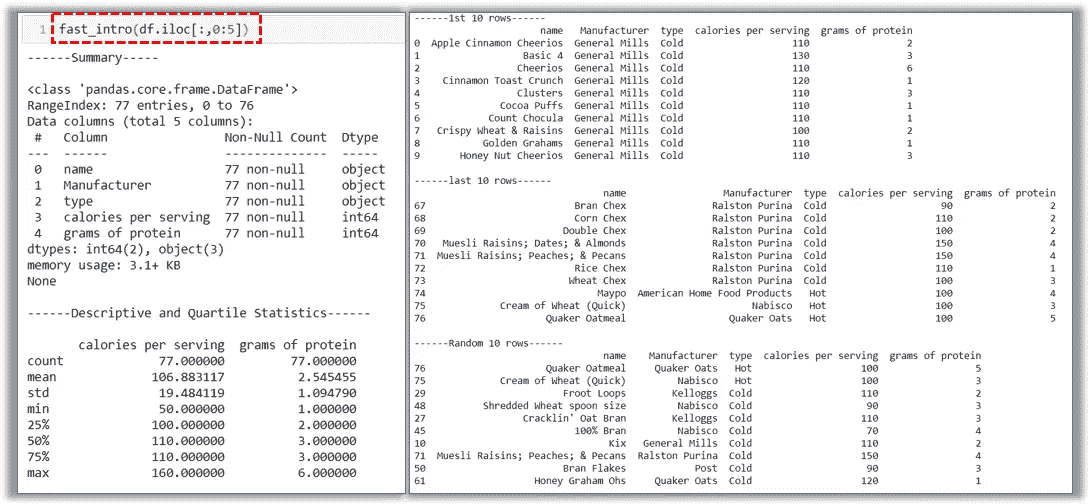 1 fast_intro(df.iloc[:,0:5])
------Summary-----
<class 'pandas.core.frame.DataFrame'>
RangeIndex: 77 entries, 0 to 76
Data columns (total 5 columns):
# Column Non-Null Count Dtype
--- ------ -------------- -----
0 name 77 non-null object
1 Manufacturer 77 non-null object
2 type 77 non-null object
3 calories per serving 77 non-null int64
4 grams of protein 77 non-null int64
dtypes: int64(2), object(3)
memory usage: 3.1+ KB
None
------Descriptive and Quartile Statistics------
calories per serving grams of protein
count 77.000000 77.000000
mean 106.883117 2.545455
std 19.484119 1.094790
min 50.000000 1.000000
25% 100.000000 2.000000
50% 110.000000 3.000000
75% 110.000000 3.000000
max 160.000000 6.000000
------1st 10 rows------
name Manufacturer type calories per serving grams of protein
0 Apple Cinnamon Cheerios General Mills Cold 110 2
1 Basic 4 General Mills Cold 130 3
2 Cheerios General Mills Cold 110 6
3 Cinnamon Toast Crunch General Mills Cold 120 1
4 Clusters General Mills Cold 110 3
5 Cocoa Puffs General Mills Cold 110 1
6 Count Chocula General Mills Cold 110 1
7 Crispy Wheat & Raisins General Mills Cold 100 2
8 Golden Grahams General Mills Cold 110 1
9 Honey Nut Cheerios General Mills Cold 110 3
------last 10 rows------
name Manufacturer type calories per serving grams of protein
67 Bran Chex Ralston Purina Cold 90 2
68 Corn Chex Ralston Purina Cold 110 2
69 Double Chex Ralston Purina Cold 100 2
70 Muesli Raisins; Dates; & Almonds Ralston Purina Cold 150 4
71 Muesli Raisins; Peaches; & Pecans Ralston Purina Cold 150 4
72 Rice Chex Ralston Purina Cold 110 1
73 Wheat Chex Ralston Purina Cold 100 3
74 Maypo American Home Food Products Hot 100 4
75 Cream of Wheat (Quick) Nabisco Hot 100 3
76 Quaker Oatmeal Quaker Oats Hot 100 5
------Random 10 rows------
name Manufacturer type calories per serving grams of protein
76 Quaker Oatmeal Quaker Oats Hot 100 5
75 Cream of Wheat (Quick) Nabisco Hot 100 3
29 Froot Loops Kelloggs Cold 110 2
48 Shredded Wheat spoon size Nabisco Cold 90 3
27 Cracklin' Oat Bran Kelloggs Cold 110 3
45 100% Bran Nabisco Cold 70 4
10 Kix General Mills Cold 110 2
71 Muesli Raisins; Peaches; & Pecans Ralston Purina Cold 150 4
50 Bran Flakes Post Cold 90 3
61 Honey Graham Ohs Quaker Oats Cold 120 1